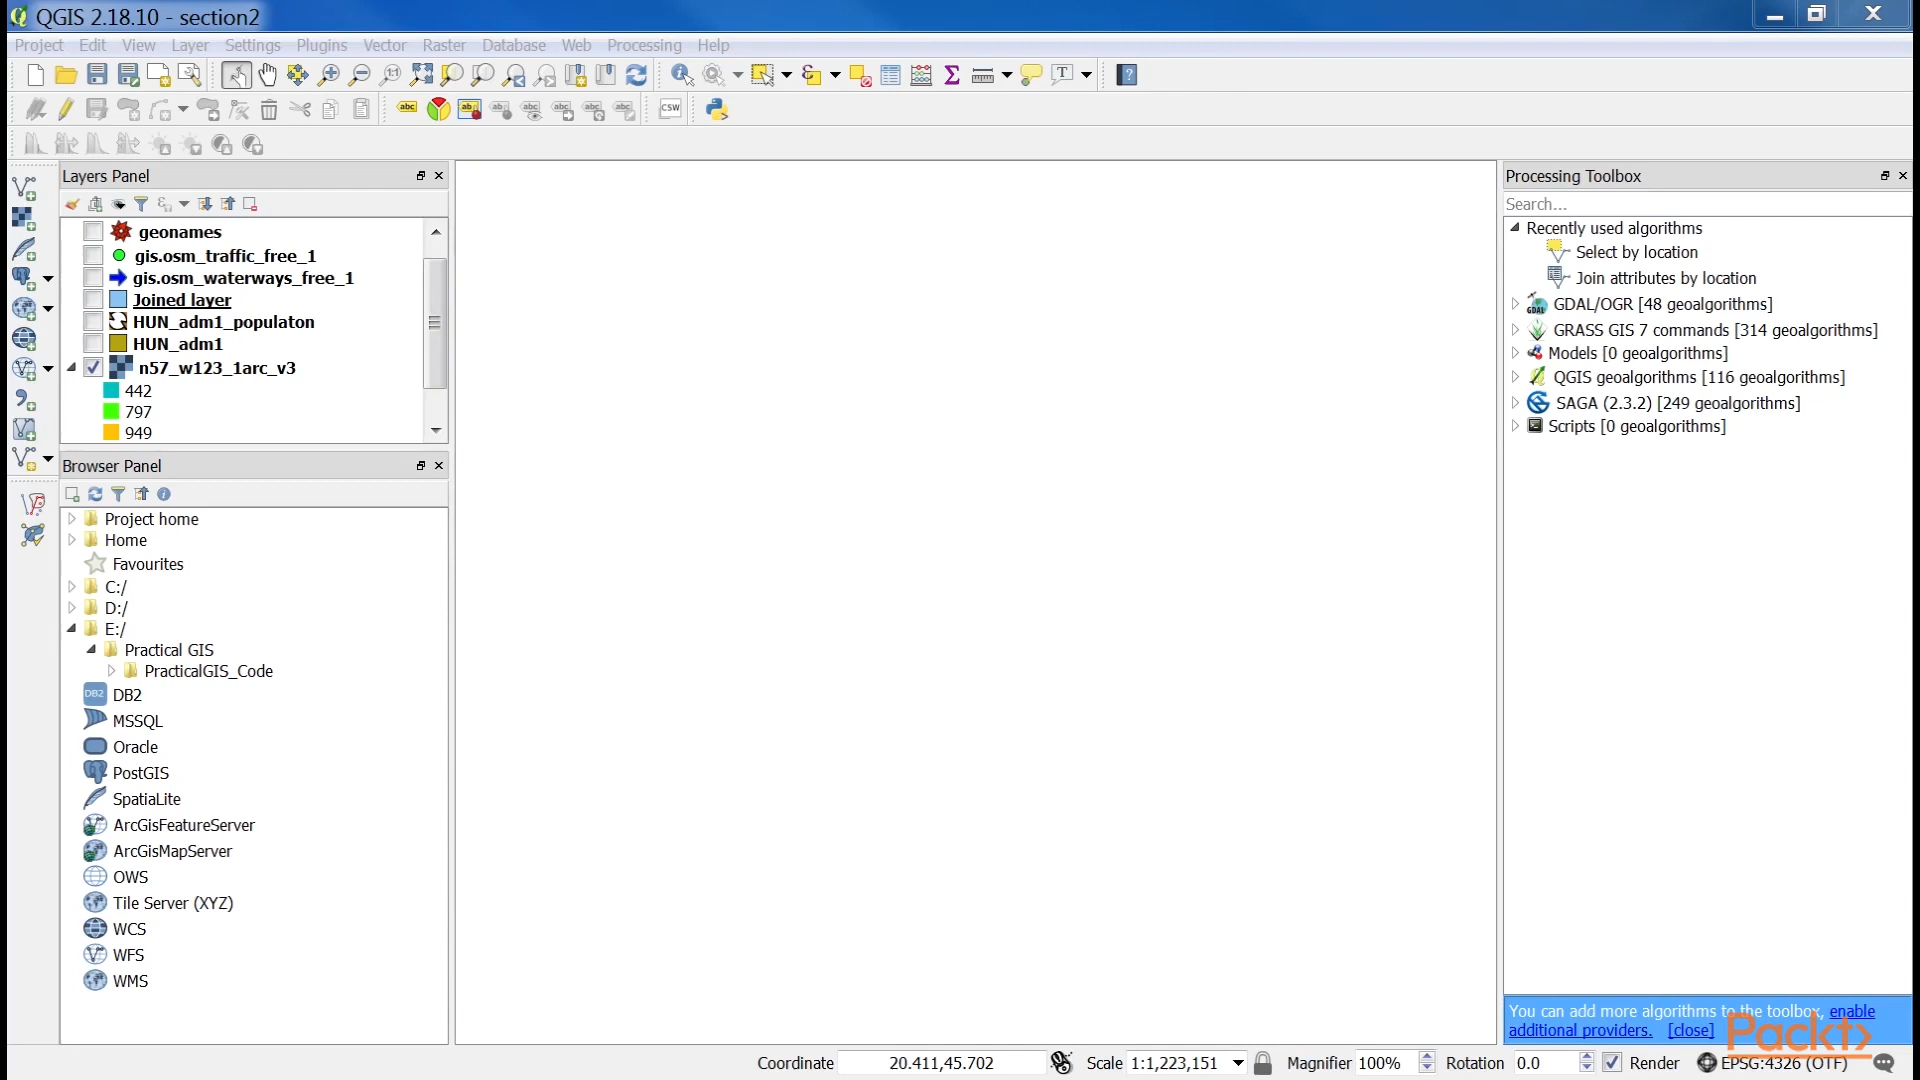 QGIS 2.18.10 - section2
Project Edit View Layer Settings Plugins Vector Raster Database Web Processing Help
abc
CSW
Layers Panel
geonames
gis.osm_traffic_free_1
gis.osm_waterways_free_1
Joined layer
HUN_adm1_populaton
HUN_adm1
n57_w123_1arc_v3
442
797
949
Browser Panel
Project home
Home
Favourites
C:/
D:/
E:/
Practical GIS
PracticalGIS_Code
DB2 DB2
MSSQL
Oracle
PostGIS
SpatiaLite
ArcGisFeatureServer
ArcGisMapServer
OWS
Tile Server (XYZ)
WCS
WFS
WMS
Processing Toolbox
Search...
Recently used algorithms
Select by location
Join attributes by location
GDAL/OGR [48 geoalgorithms]
GRASS GIS 7 commands [314 geoalgorithms]
Models [0 geoalgorithms]
QGIS geoalgorithms [116 geoalgorithms]
SAGA (2.3.2) [249 geoalgorithms]
Scripts [0 geoalgorithms]
You can add more algorithms to the toolbox, enable
additional providers. [close]
Packt>
Coordinate 20.411,45.702 Scale 1:1,223,151 Magnifier 100% Rotation 0.0 Render EPSG:4326 (OTF)